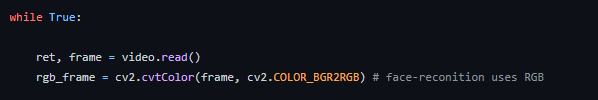 while True:
ret, frame = video.read()
rgb_frame = cv2.cvtColor(frame, cv2.COLOR_BGR2RGB) # face-reconition uses RGB